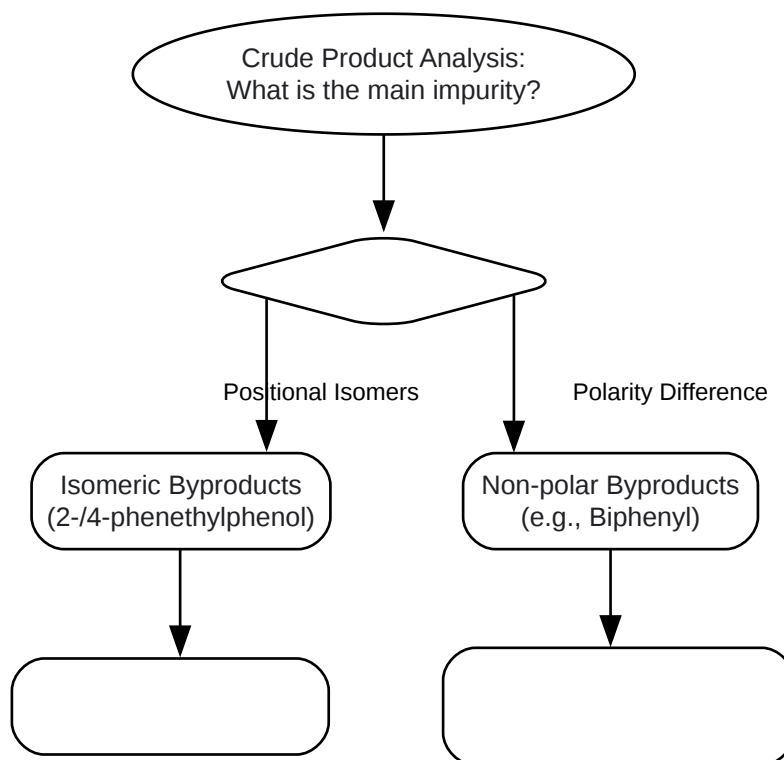 Crude Product Analysis:
What is the main impurity?
Positional Isomers
Polarity Difference
Isomeric Byproducts
(2-/4-phenethylphenol)
Non-polar Byproducts
(e.g., Biphenyl)